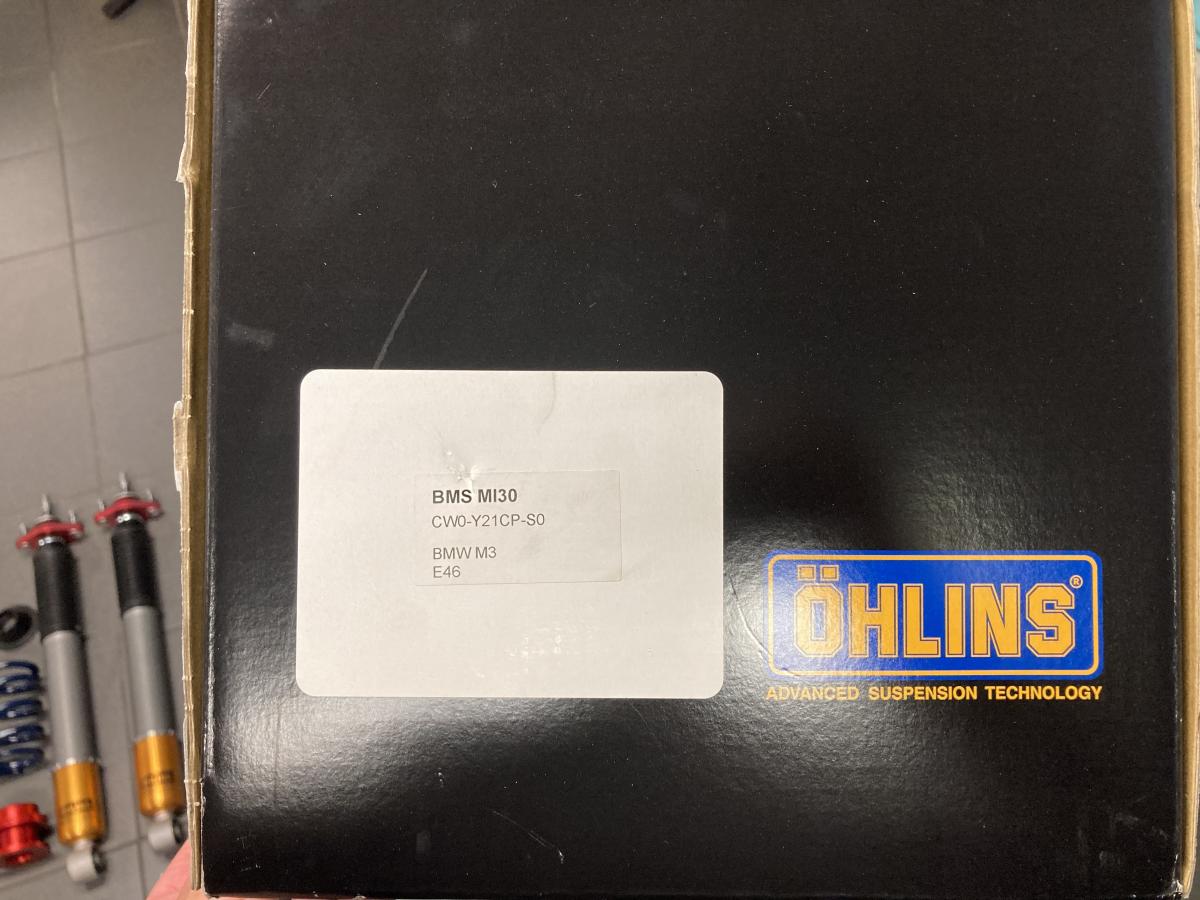 BMS MI30
CW0-Y21CP-S0
BMW M3
E46
ÖHLINS®
ADVANCED SUSPENSION TECHNOLOGY